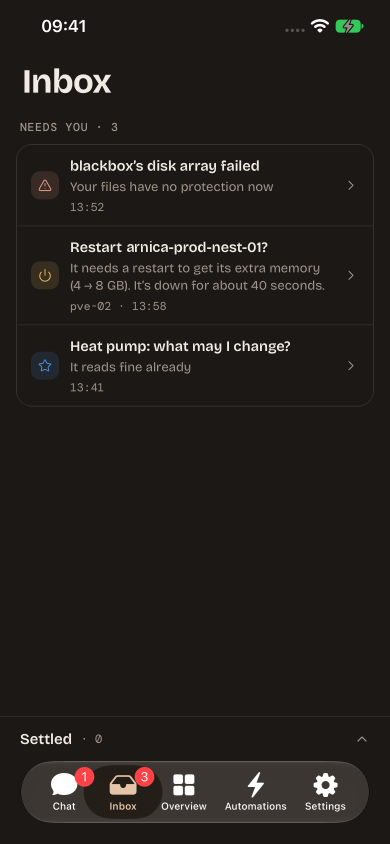 09:41
Inbox
NEEDS YOU · 3
blackbox's disk array failed
Your files have no protection now
13:52
Restart arnica-prod-nest-01?
It needs a restart to get its extra memory
(4 → 8 GB). It's down for about 40 seconds.
pve-02 · 13:58
Heat pump: what may I change?
It reads fine already
13:41
Settled · 0
1
3
Chat
Inbox
Overview
Automations
Settings